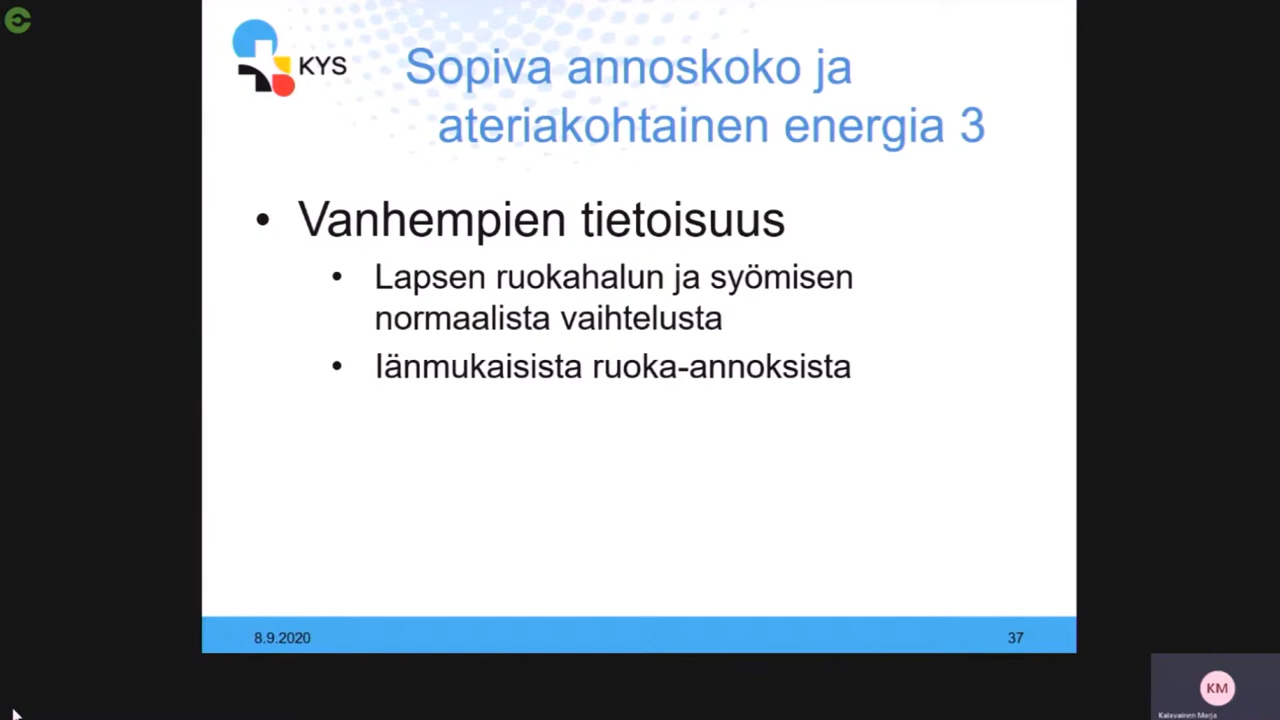 KYS
Sopiva annoskoko ja
ateriakohtainen energia 3
• Vanhempien tietoisuus
• Lapsen ruokahalun ja syömisen
normaalista vaihtelusta
• Iänmukaisista ruoka-annoksista
8.9.2020
37
KM
Kalavainen Marja